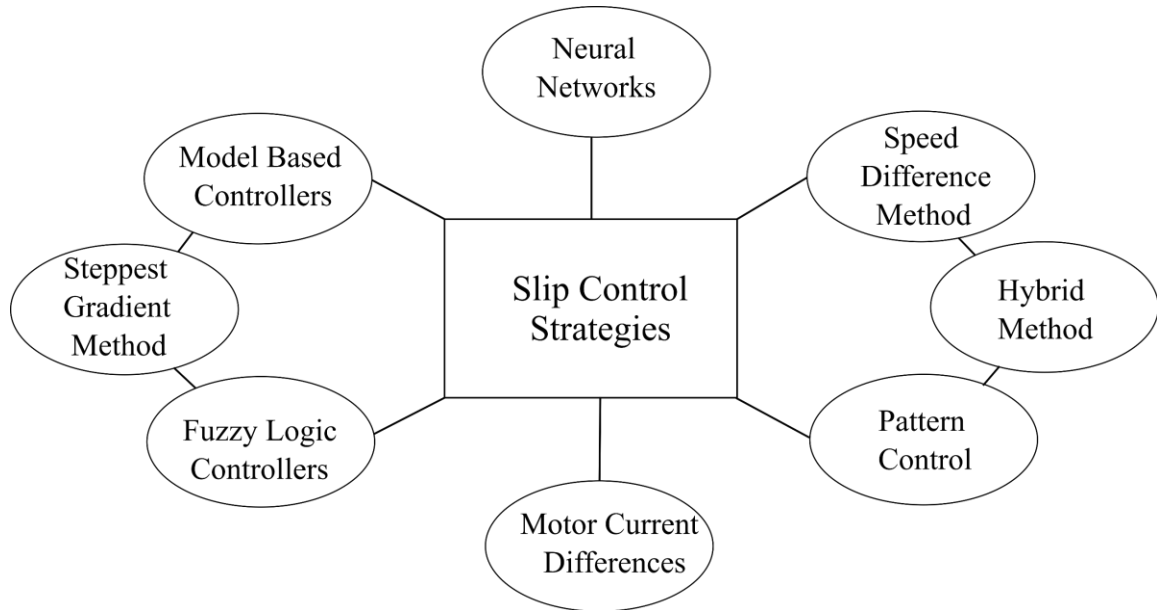 Neural
Networks
Model Based
Controllers
Speed
Difference
Method
Steppest
Gradient
Method
Slip Control
Strategies
Hybrid
Method
Fuzzy Logic
Controllers
Pattern
Control
Motor Current
Differences